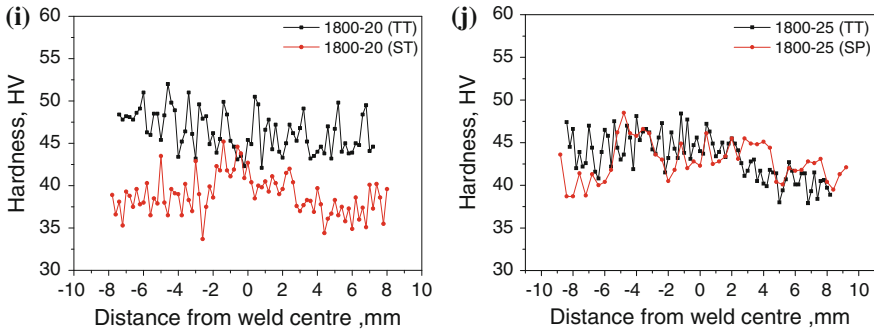 (i)
60
55
50
45
40
35
30
Hardness, HV
1800-20 (TT)
1800-20 (ST)
-10 -8 -6 -4 -2 0 2 4 6 8 10
Distance from weld centre ,mm
(j)
60
55
50
45
40
35
30
Hardness, HV
1800-25 (TT)
1800-25 (SP)
-10 -8 -6 -4 -2 0 2 4 6 8 10
Distance from weld centre ,mm